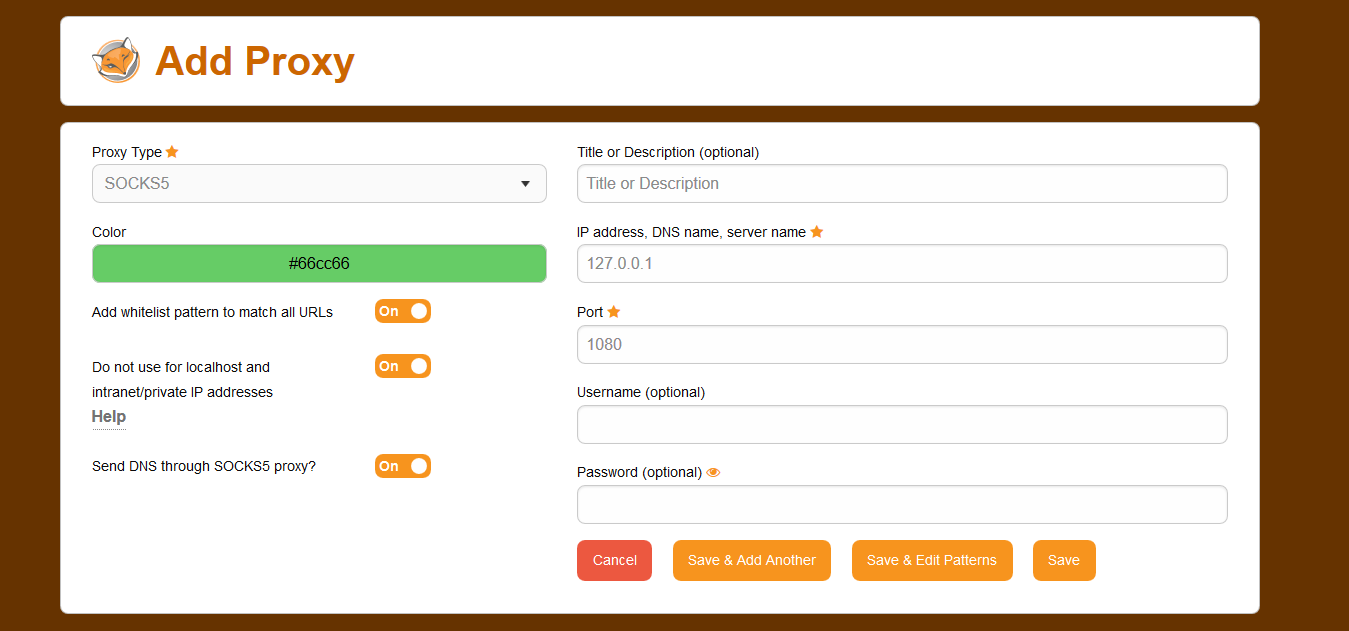 Add Proxy
Proxy Type
SOCKS5
Color
#66cc66
Add whitelist pattern to match all URLs
On
Do not use for localhost and
intranet/private IP addresses
On
Help
Send DNS through SOCKS5 proxy?
On
Title or Description (optional)
Title or Description
IP address, DNS name, server name
127.0.0.1
Port
1080
Username (optional)
Password (optional)
Cancel
Save & Add Another
Save & Edit Patterns
Save